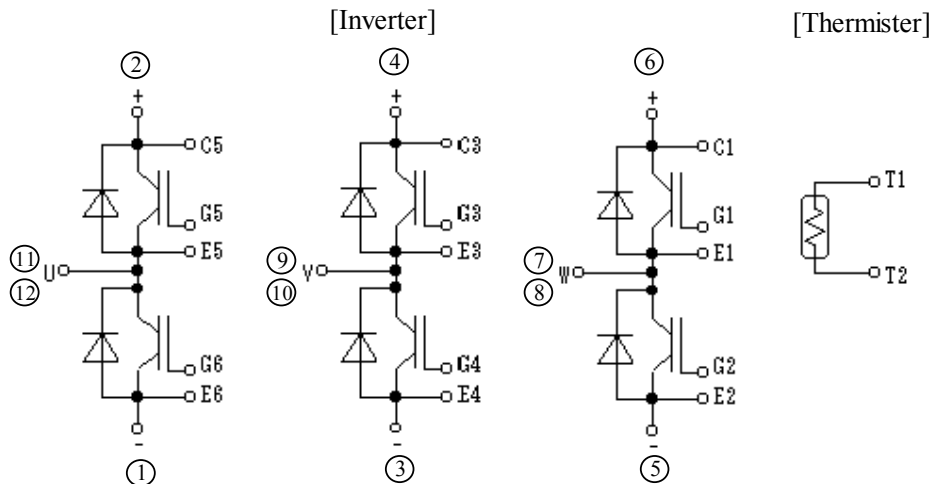 [Inverter] [Thermister]
② ④ ⑥
+ + +
C5 C3 C1
T1
G5 G3 G1
E5 E3 E1
⑪ ⑨ ⑦
U V W
T2
⑫ ⑩ ⑧
G6 G4 G2
E6 E4 E2
- - -
① ③ ⑤